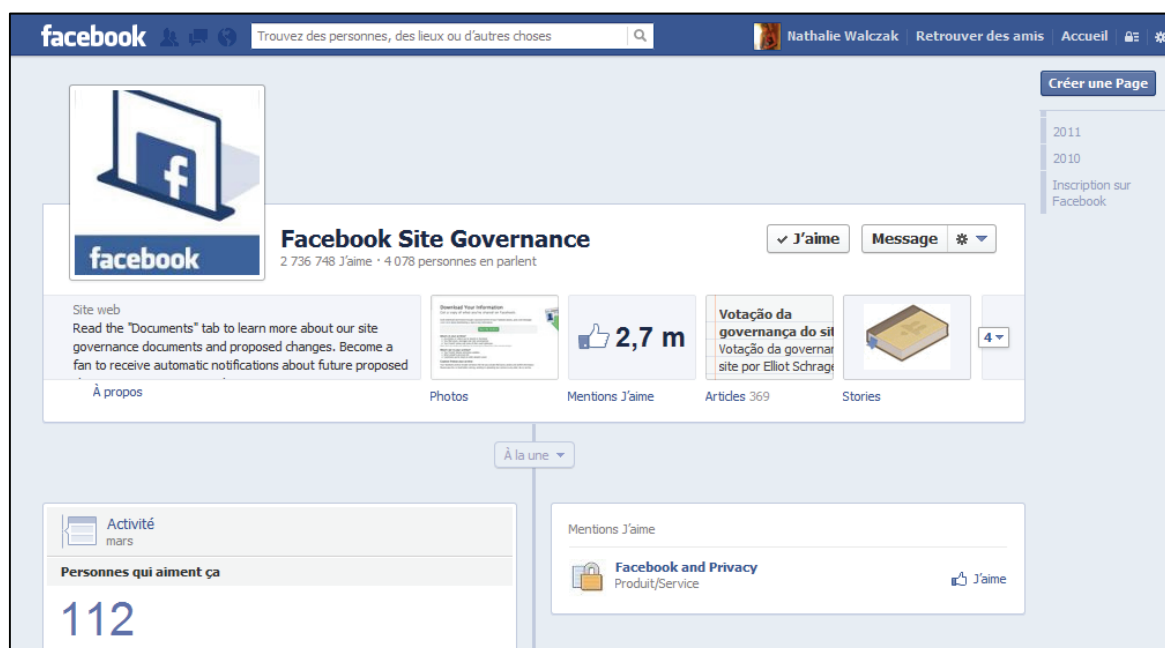 facebook
Trouvez des personnes, des lieux ou d'autres choses
Nathalie Walczak
Retrouver des amis
Accueil
Créer une Page
2011
2010
Inscription sur
Facebook
f
facebook
Facebook Site Governance
2 736 748 J'aime · 4 078 personnes en parlent
✓ J'aime
Message
Site web
Read the "Documents" tab to learn more about our site
governance documents and proposed changes. Become a
fan to receive automatic notifications about future proposed
À propos
Download Your Information
Photos
2,7 m
Mentions J'aime
Votação da
governança do sit
Votação da governar
site por Elliot Schrage
Articles 369
Stories
4
À la une
Activité
mars
Personnes qui aiment ça
112
Mentions J'aime
Facebook and Privacy
Produit/Service
J'aime